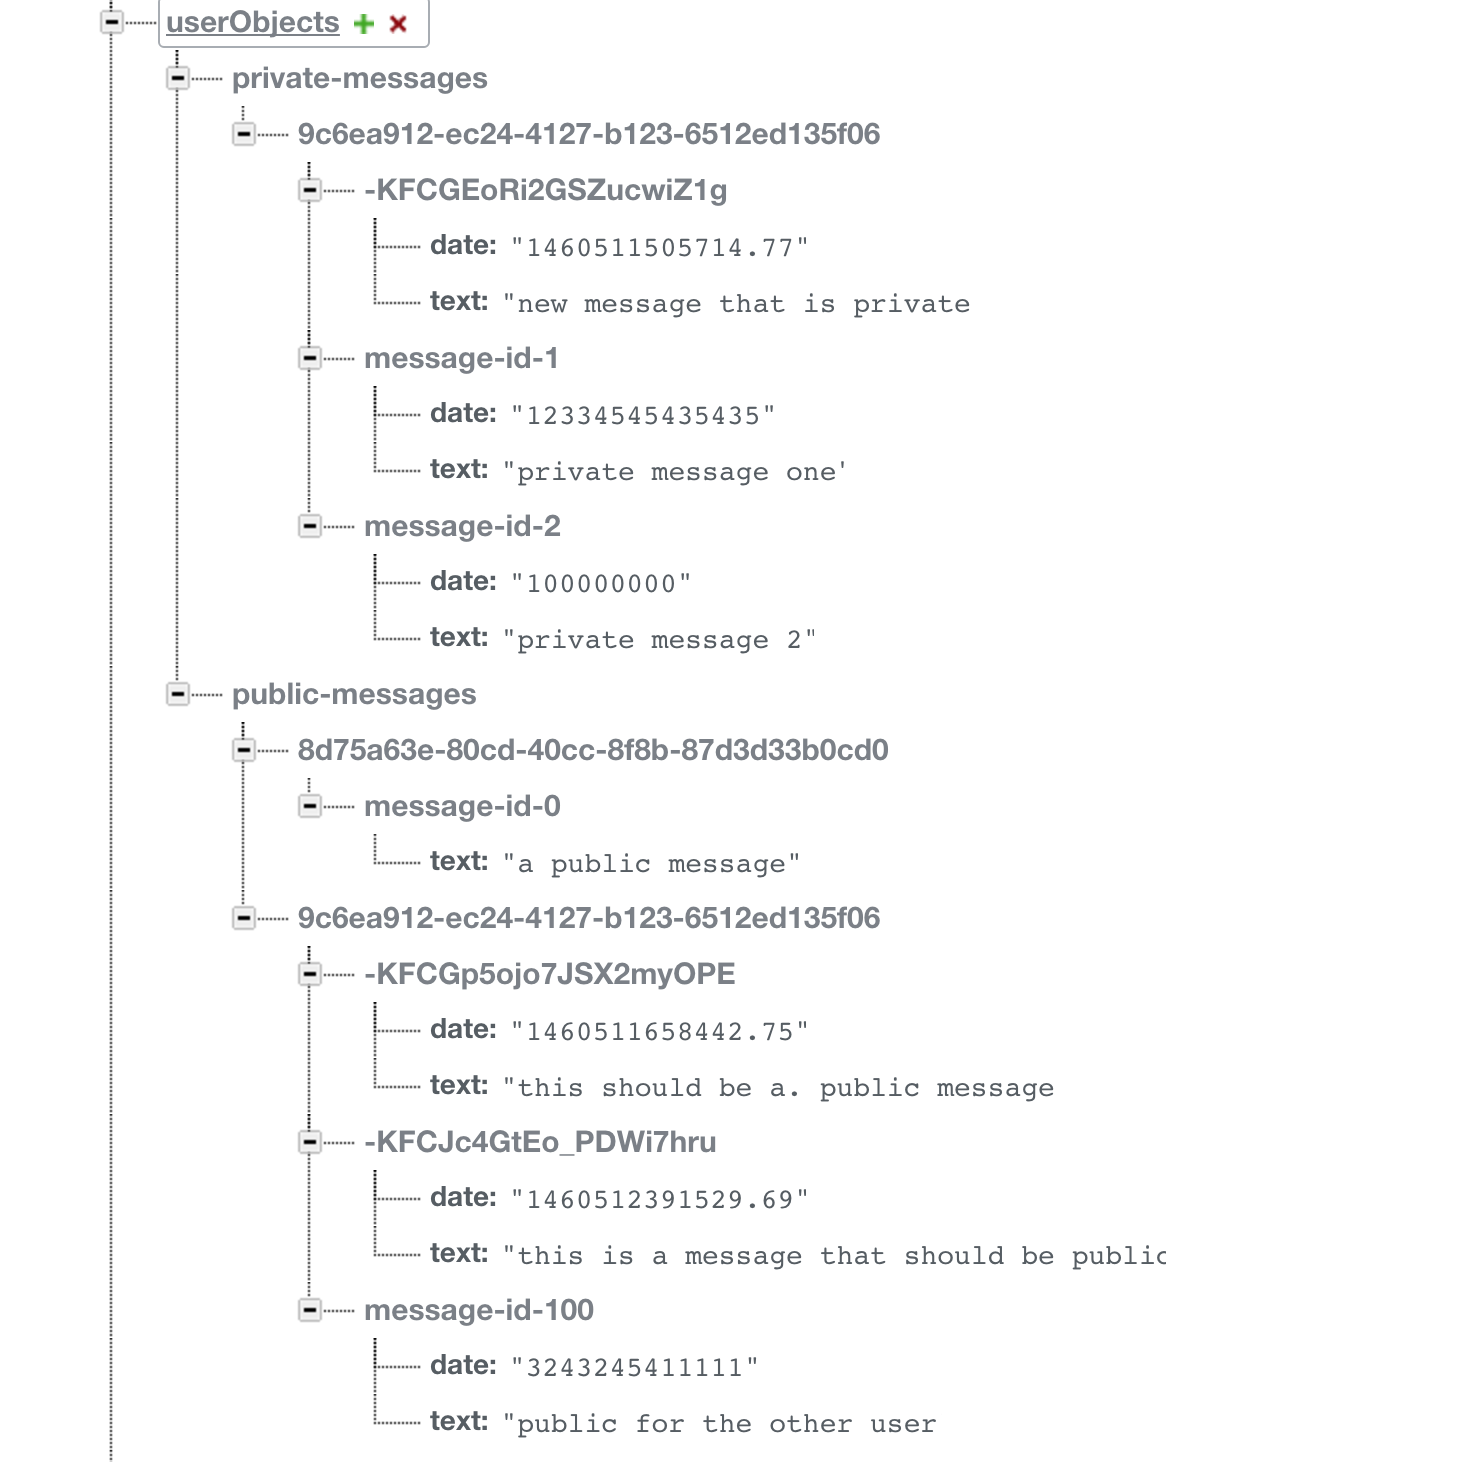 userObjects
private-messages
9c6ea912-ec24-4127-b123-6512ed135f06
-KFCGEoRi2GSZucwiZ1g
date: "1460511505714.77"
text: "new message that is private
message-id-1
date: "12334545435435"
text: "private message one'
message-id-2
date: "100000000"
text: "private message 2"
public-messages
8d75a63e-80cd-40cc-8f8b-87d3d33b0cd0
message-id-0
text: "a public message"
9c6ea912-ec24-4127-b123-6512ed135f06
-KFCGp5ojo7JSX2myOPE
date: "1460511658442.75"
text: "this should be a. public message
-KFCJc4GtEo_PDWi7hru
date: "1460512391529.69"
text: "this is a message that should be public
message-id-100
date: "3243245411111"
text: "public for the other user